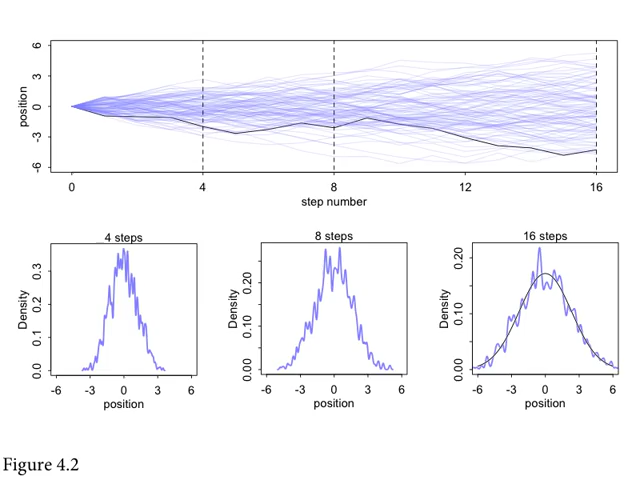 6
3
0
-3
-6
position
0 4 8 12 16
step number
4 steps 8 steps 16 steps
Density
0.0 0.1 0.2 0.3
-6 -3 0 3 6
position
Density
0.00 0.10 0.20
-6 -3 0 3 6
position
Density
0.00 0.10 0.20
-6 -3 0 3 6
position
Figure 4.2